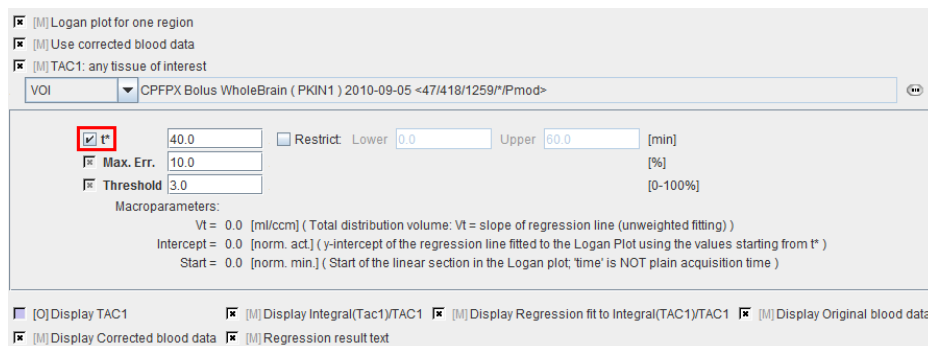 [M] Logan plot for one region
[M] Use corrected blood data
[M] TAC1: any tissue of interest
VOI CPFPX Bolus WholeBrain ( PKIN1 ) 2010-09-05 <47/418/1259/*/Pmod>
t* 40.0 Restrict: Lower 0.0 Upper 60.0 [min]
Max. Err. 10.0 [%]
Threshold 3.0 [0-100%]
Macroparameters:
Vt = 0.0 [ml/ccm] ( Total distribution volume: Vt = slope of regression line (unweighted fitting) )
Intercept = 0.0 [norm. act.] ( y-intercept of the regression line fitted to the Logan Plot using the values starting from t* )
Start = 0.0 [norm. min.] ( Start of the linear section in the Logan plot; 'time' is NOT plain acquisition time )
[O] Display TAC1 [M] Display Integral(Tac1)/TAC1 [M] Display Regression fit to Integral(TAC1)/TAC1 [M] Display Original blood data
[M] Display Corrected blood data [M] Regression result text